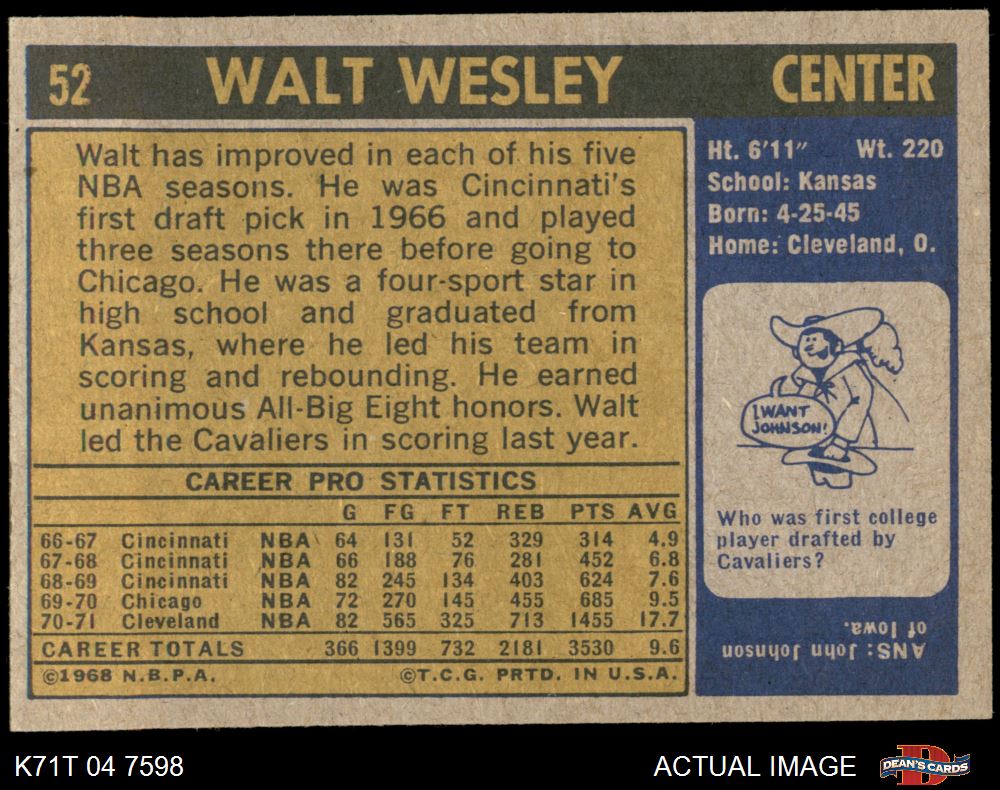 52 WALT WESLEY CENTER
Walt has improved in each of his five
NBA seasons. He was Cincinnati's
first draft pick in 1966 and played
three seasons there before going to
Chicago. He was a four-sport star in
high school and graduated from
Kansas, where he led his team in
scoring and rebounding. He earned
unanimous All-Big Eight honors. Walt
led the Cavaliers in scoring last year.
CAREER PRO STATISTICS
G FG FT REB PTS AVG
66-67 Cincinnati NBA 64 131 52 329 314 4.9
67-68 Cincinnati NBA 66 188 76 281 452 6.8
68-69 Cincinnati NBA 82 245 134 403 624 7.6
69-70 Chicago NBA 72 270 145 455 685 9.5
70-71 Cleveland NBA 82 565 325 713 1455 17.7
CAREER TOTALS 366 1399 732 2181 3530 9.6
©1968 N.B.P.A. ©T.C.G. PRTD. IN U.S.A.
Ht. 6'11" Wt. 220
School: Kansas
Born: 4-25-45
Home: Cleveland, O.
I WANT
JOHNSON!
Who was first college
player drafted by
Cavaliers?
ANS: John Johnson
of Iowa.
K71T 04 7598 ACTUAL IMAGE D DEAN'S CARDS